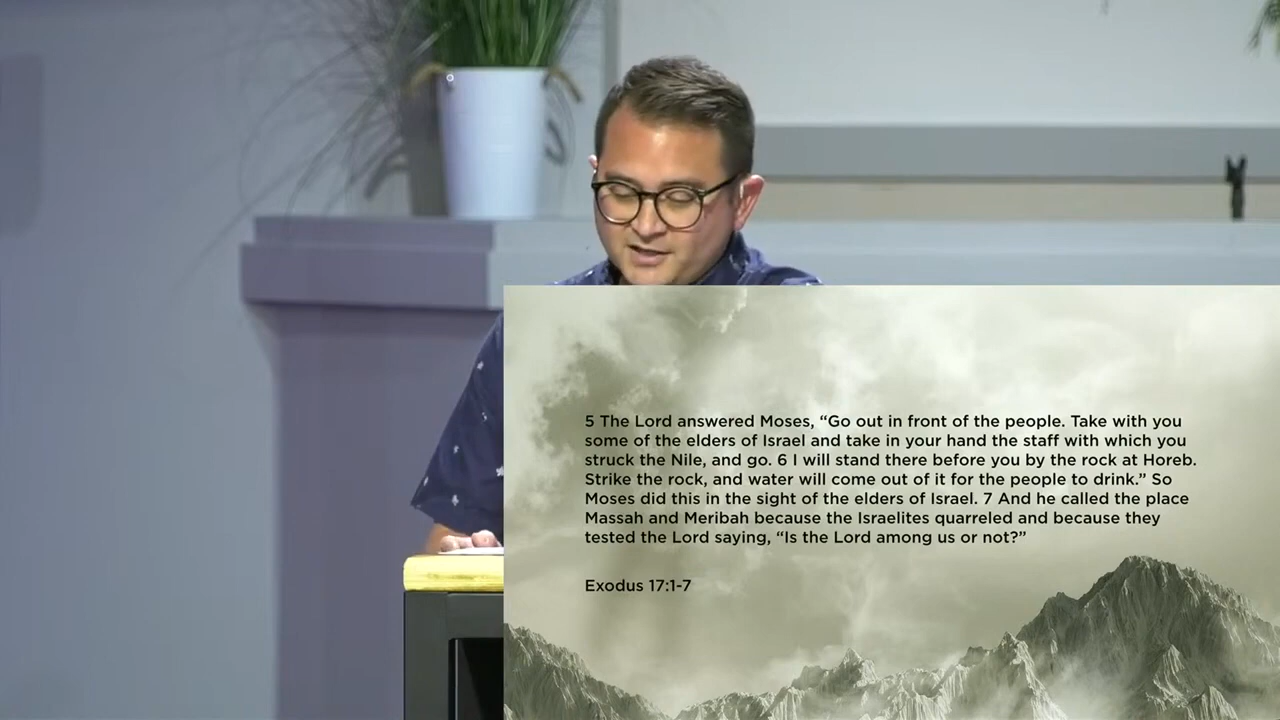 5 The Lord answered Moses, “Go out in front of the people. Take with you
some of the elders of Israel and take in your hand the staff with which you
struck the Nile, and go. 6 I will stand there before you by the rock at Horeb.
Strike the rock, and water will come out of it for the people to drink.” So
Moses did this in the sight of the elders of Israel. 7 And he called the place
Massah and Meribah because the Israelites quarreled and because they
tested the Lord saying, “Is the Lord among us or not?”
Exodus 17:1-7